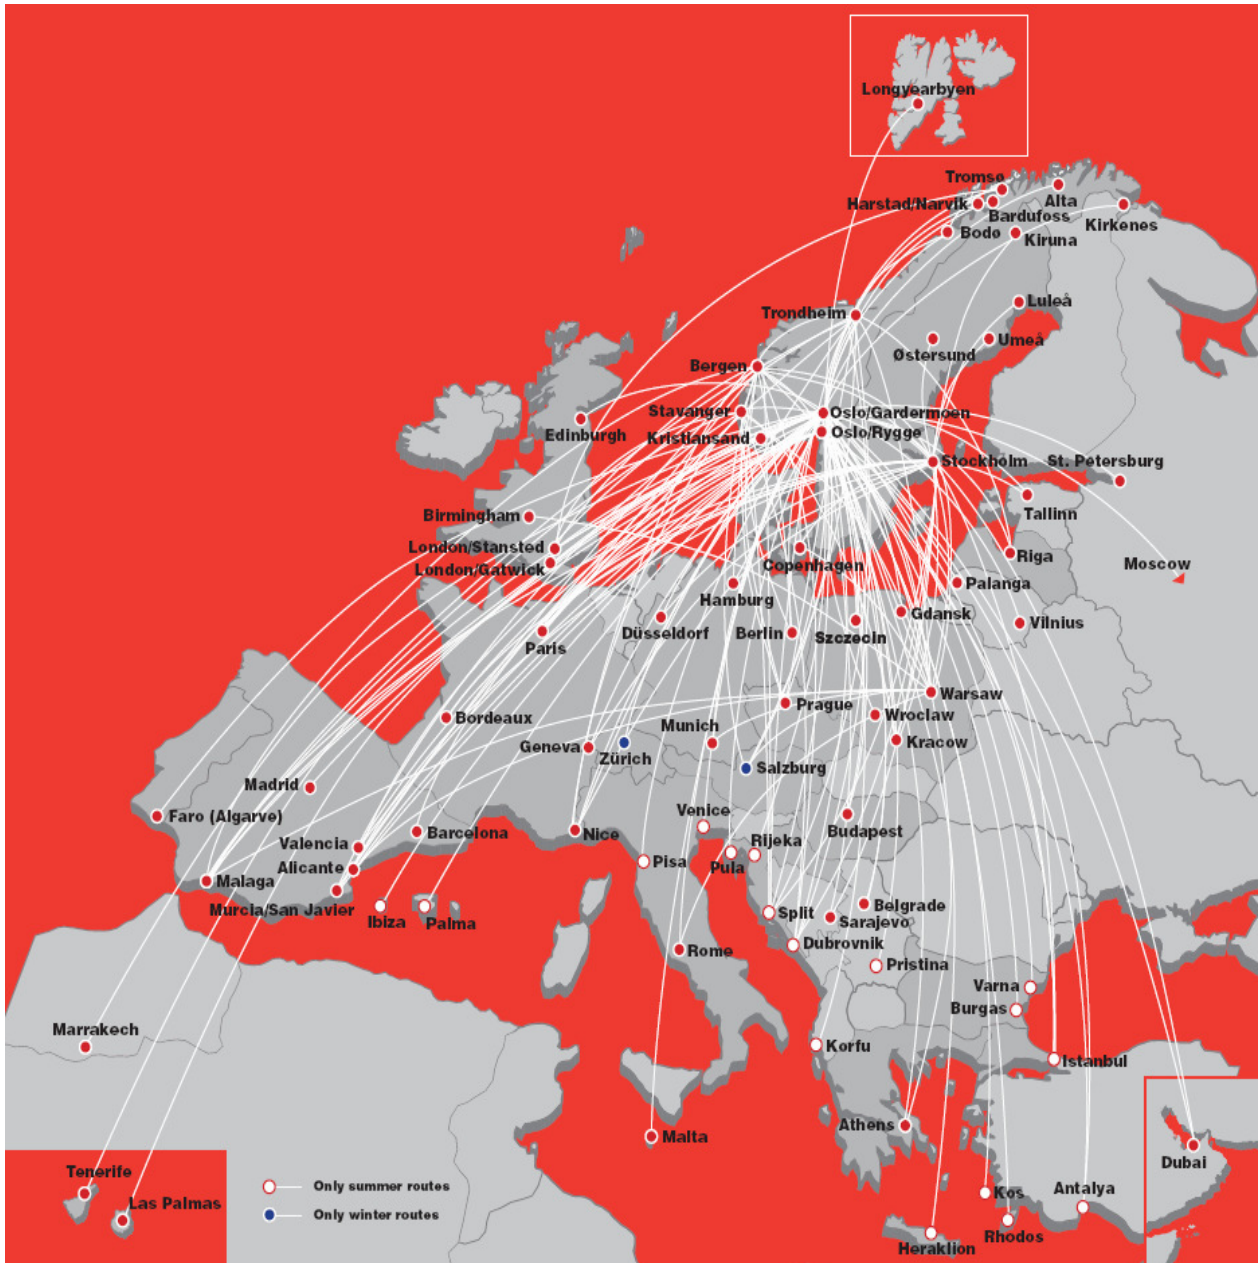 Longyearbyen
Tromsø
Harstad/Narvik
Alta
Bardufoss
Kirkenes
Bodø
Kiruna
Luleå
Trondheim
Østersund
Umeå
Bergen
Stavanger
Oslo/Gardermoen
Edinburgh
Kristiansand
Oslo/Rygge
Stockholm
St. Petersburg
Birmingham
Tallinn
London/Stansted
London/Gatwick
Copenhagen
Riga
Moscow
Hamburg
Palanga
Gdansk
Düsseldorf
Berlin
Szczecin
Vilnius
Paris
Warsaw
Prague
Bordeaux
Munich
Wroclaw
Geneva
Zürich
Kracow
Salzburg
Madrid
Faro (Algarve)
Venice
Budapest
Valencia
Barcelona
Nice
Rijeka
Alicante
Pisa
Pula
Malaga
Murcia/San Javier
Ibiza
Palma
Split
Belgrade
Sarajevo
Rome
Dubrovnik
Pristina
Varna
Burgas
Marrakech
Korfu
Istanbul
Athens
Malta
Dubai
Tenerife
Only summer routes
Kos
Antalya
Las Palmas
Only winter routes
Rhodos
Heraklion